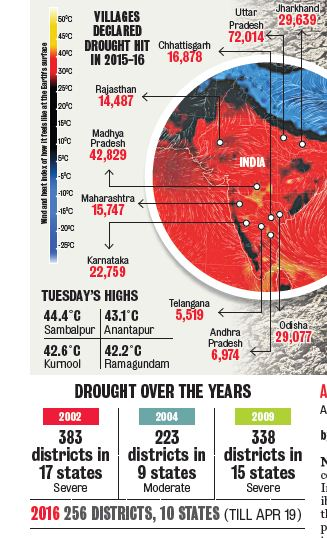 VILLAGES
DECLARED
DROUGHT HIT
IN 2015-16
Uttar
Pradesh
72,014
Jharkhand
29,639
Chhattisgarh
16,878
Rajasthan
14,487
Madhya
Pradesh
42,829
Maharashtra
15,747
Karnataka
22,759
INDIA
Telangana
5,519
Andhra
Pradesh
6,974
Odisha
29,077
Wind and heat index of how it feels like at the Earth's surface
50°C
45°C
40°C
30°C
25°C
20°C
15°C
10°C
5°C
-5°C
-10°C
-15°C
-20°C
-25°C
TUESDAY'S HIGHS
44.4°C
Sambalpur
43.1°C
Anantapur
42.6°C
Kurnool
42.2°C
Ramagundam
DROUGHT OVER THE YEARS
2002
383
districts in
17 states
Severe
2004
223
districts in
9 states
Moderate
2009
338
districts in
15 states
Severe
2016 256 DISTRICTS, 10 STATES (TILL APR 19)